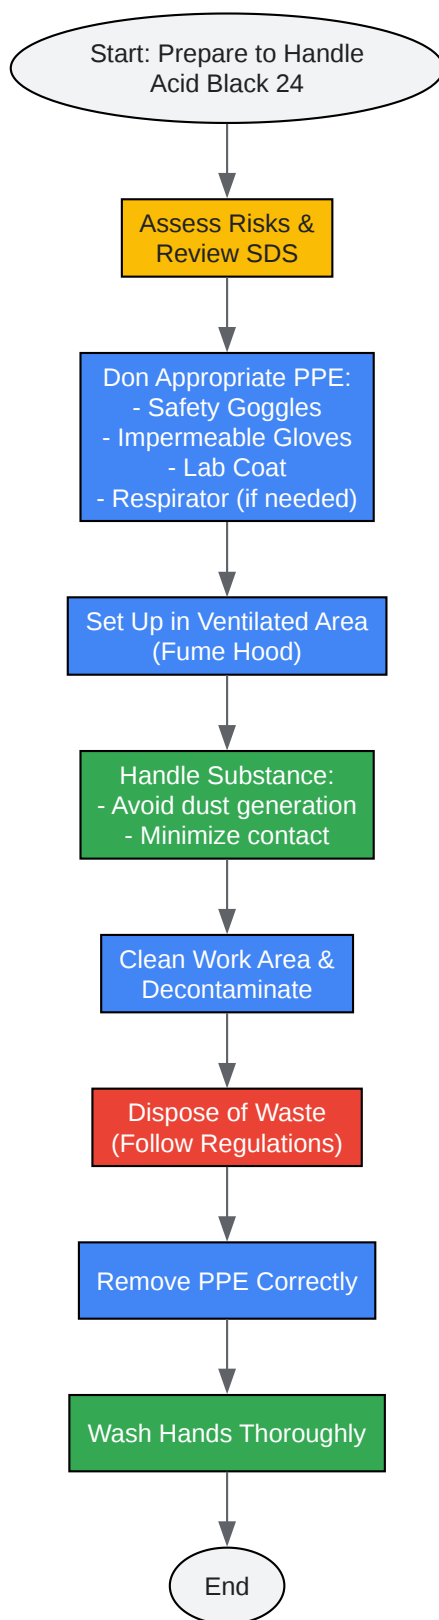 Start: Prepare to Handle
Acid Black 24
Assess Risks &
Review SDS
Don Appropriate PPE:
- Safety Goggles
- Impermeable Gloves
- Lab Coat
- Respirator (if needed)
Set Up in Ventilated Area
(Fume Hood)
Handle Substance:
- Avoid dust generation
- Minimize contact
Clean Work Area &
Decontaminate
Dispose of Waste
(Follow Regulations)
Remove PPE Correctly
Wash Hands Thoroughly
End